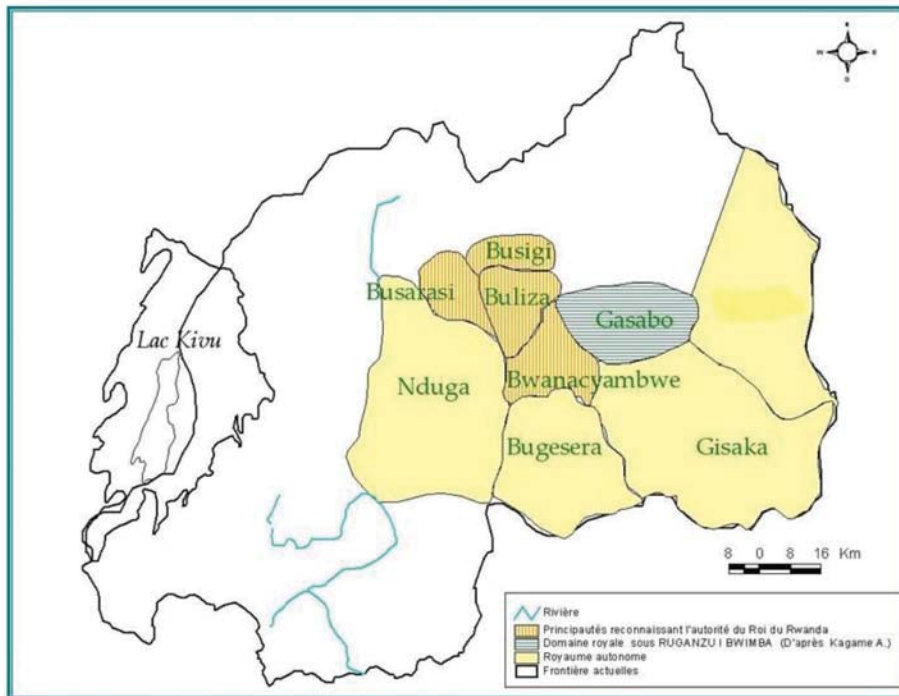 N
W E
Busigi
Busarasi
Buliza
Gasabo
Lac Kivu
Nduga
Bwanacyambwe
Bugesera
Gisaka
8 0 8 16 Km
Rivière
Principautés reconnaissant l'autorité du Roi du Rwanda
Domaine royale sous RUGANZU I BWIMBA (D'après Kagame A.)
Royaume autonome
Frontière actuelles